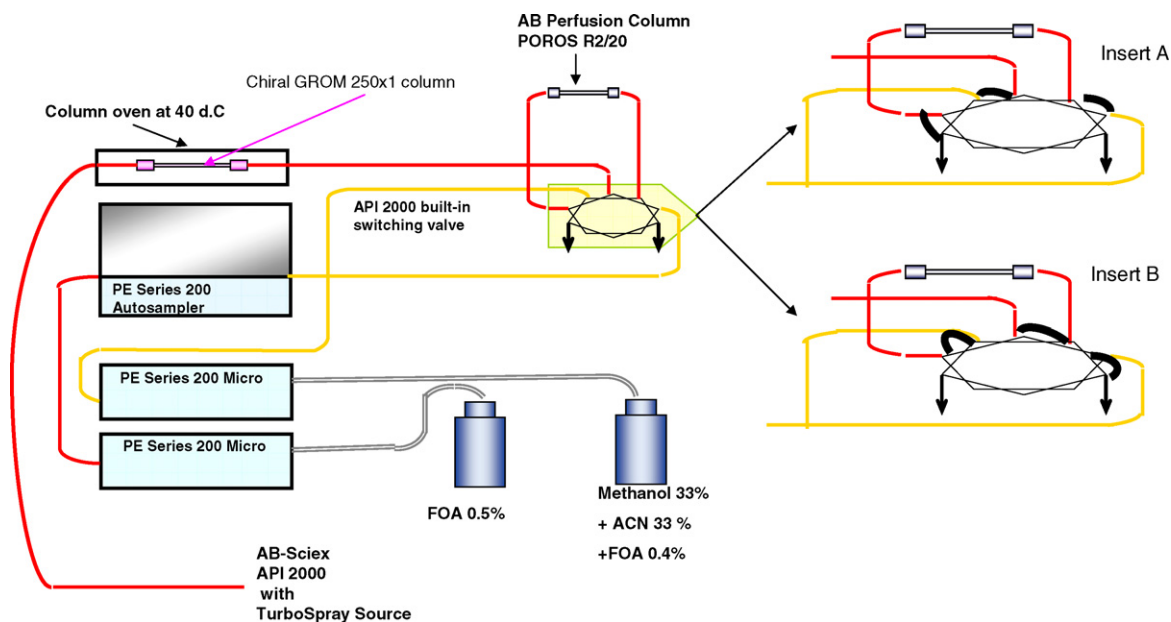 AB Perfusion Column
POROS R2/20
Insert A
Chiral GROM 250x1 column
Column oven at 40 d.C
API 2000 built-in
switching valve
PE Series 200
Autosampler
Insert B
PE Series 200 Micro
PE Series 200 Micro
FOA 0.5%
Methanol 33%
+ ACN 33 %
+FOA 0.4%
AB-Sciex
API 2000
with
TurboSpray Source